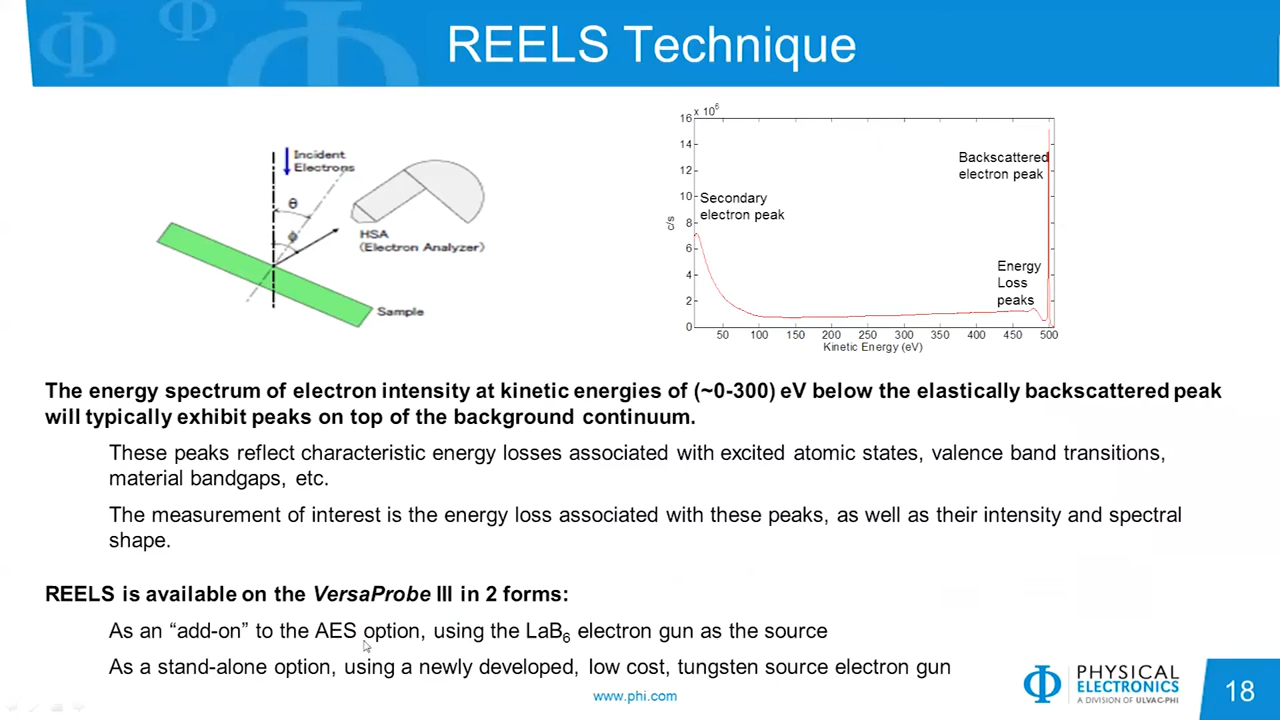 REELS Technique
Incident
Electrons
θ
ϕ
HSA
(Electron Analyzer)
Sample
x 10⁶
16
14
12
10
8
6
4
2
0
c/s
Secondary
electron peak
Backscattered
electron peak
Energy
Loss
peaks
50 100 150 200 250 300 350 400 450 500
Kinetic Energy (eV)
The energy spectrum of electron intensity at kinetic energies of (~0-300) eV below the elastically backscattered peak
will typically exhibit peaks on top of the background continuum.
These peaks reflect characteristic energy losses associated with excited atomic states, valence band transitions,
material bandgaps, etc.
The measurement of interest is the energy loss associated with these peaks, as well as their intensity and spectral
shape.
REELS is available on the VersaProbe III in 2 forms:
As an “add-on” to the AES option, using the LaB₆ electron gun as the source
As a stand-alone option, using a newly developed, low cost, tungsten source electron gun
www.phi.com
PHYSICAL
ELECTRONICS
A DIVISION OF ULVAC-PHI
18